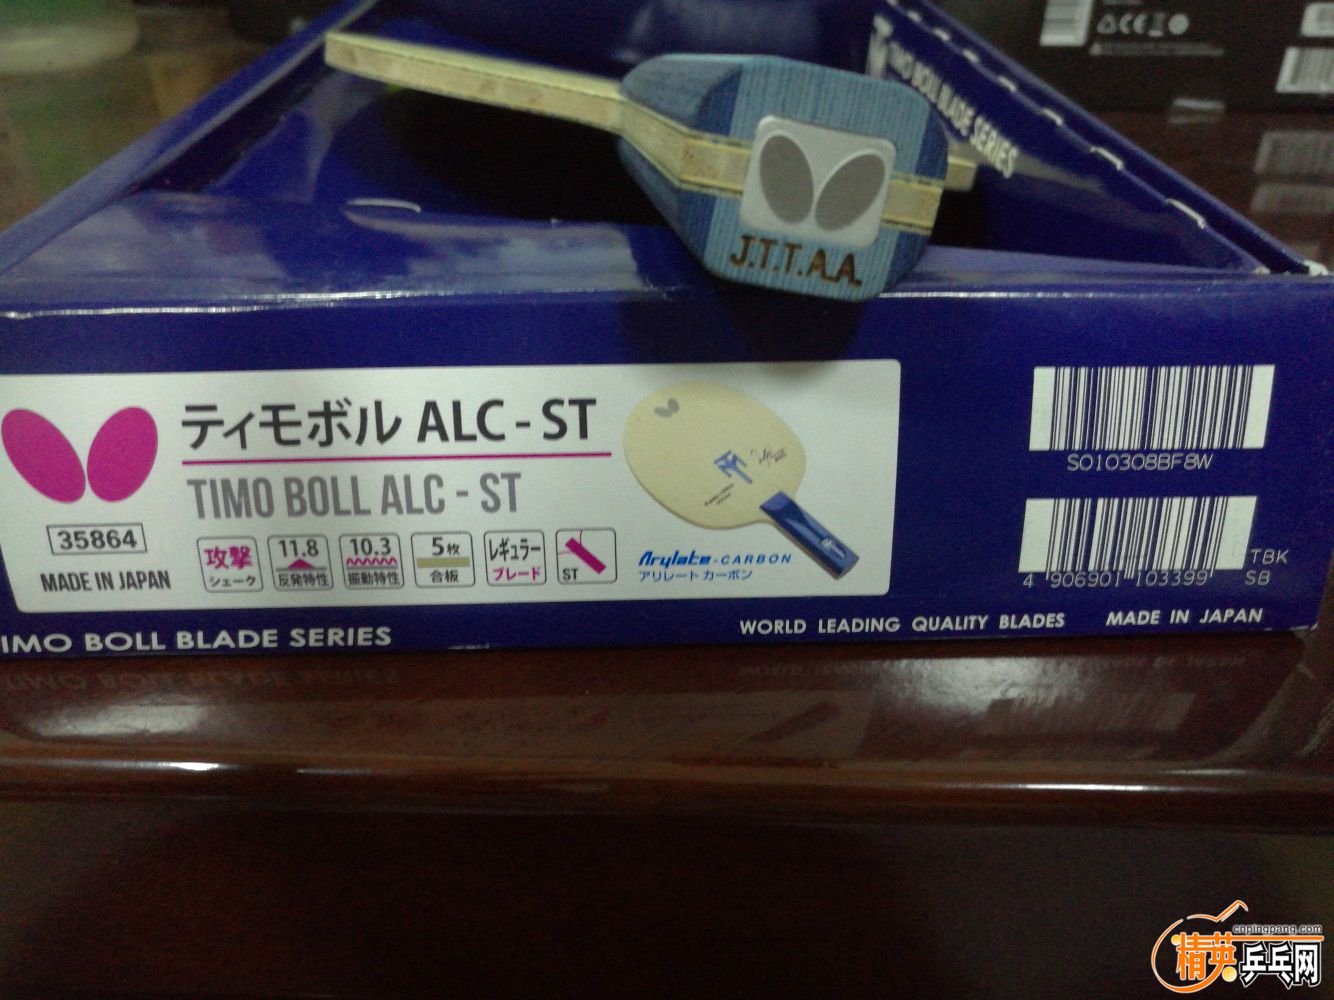 TIMO BOLL BLADE SERIES
J.T.T.A.A.
ティモボル ALC - ST
TIMO BOLL ALC - ST
35864
MADE IN JAPAN
攻撃
シェーク
11.8
反発特性
10.3
振動特性
5枚
合板
レギュラー
ブレード
ST
Arylate - CARBON
アリレート カーボン
S010308BF8W
4 906901 103399
TBK
SB
TIMO BOLL BLADE SERIES
WORLD LEADING QUALITY BLADES MADE IN JAPAN
cnpingpang.com
精英乒乓网